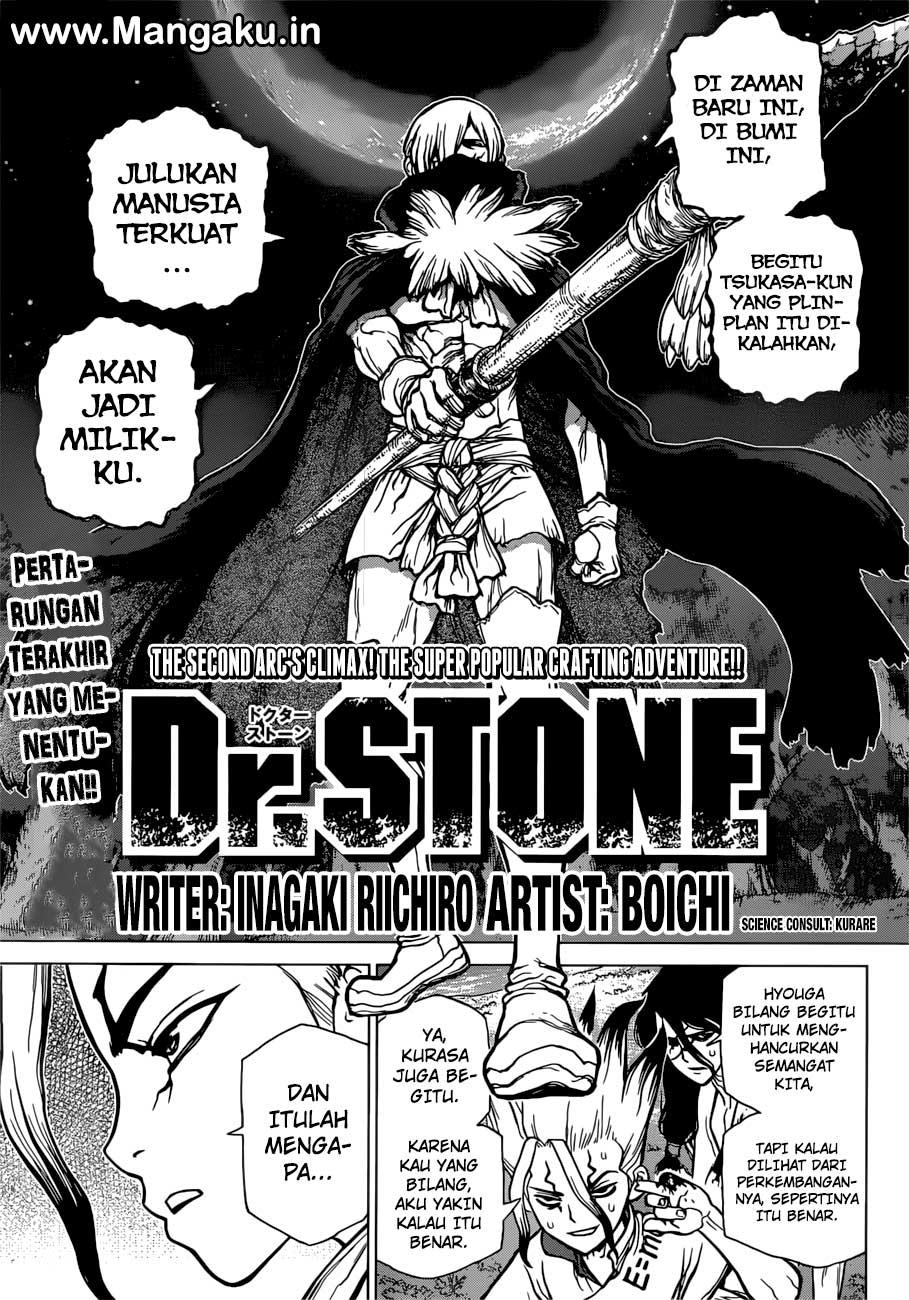 www.Mangaku.in
DI ZAMAN
BARU INI,
DI BUMI
INI,
BEGITU
TSUKASA-KUN
YANG PLIN-
PLAN ITU DI-
KALAHKAN,
JULUKAN
MANUSIA
TERKUAT
...
AKAN
JADI
MILIK-
KU.
PERTA-
RUNGAN
TERAKHIR
YANG ME-
NENTU-
KAN!!
THE SECOND ARC'S CLIMAX! THE SUPER POPULAR CRAFTING ADVENTURE!!
ドクター
ストーン
Dr.STONE
WRITER: INAGAKI RIICHIRO ARTIST: BOICHI
SCIENCE CONSULT: KURARE
HYOUGA
BILANG BEGITU
UNTUK MENG-
HANCURKAN
SEMANGAT
KITA,
TAPI KALAU
DILIHAT DARI
PERKEMBANGAN-
NYA, SEPERTINYA
ITU BENAR.
YA,
KURASA
JUGA BE-
GITU.
KARENA
KAU YANG
BILANG,
AKU YAKIN
KALAU ITU
BENAR.
E=m
DAN
ITULAH
MENGA-
PA...